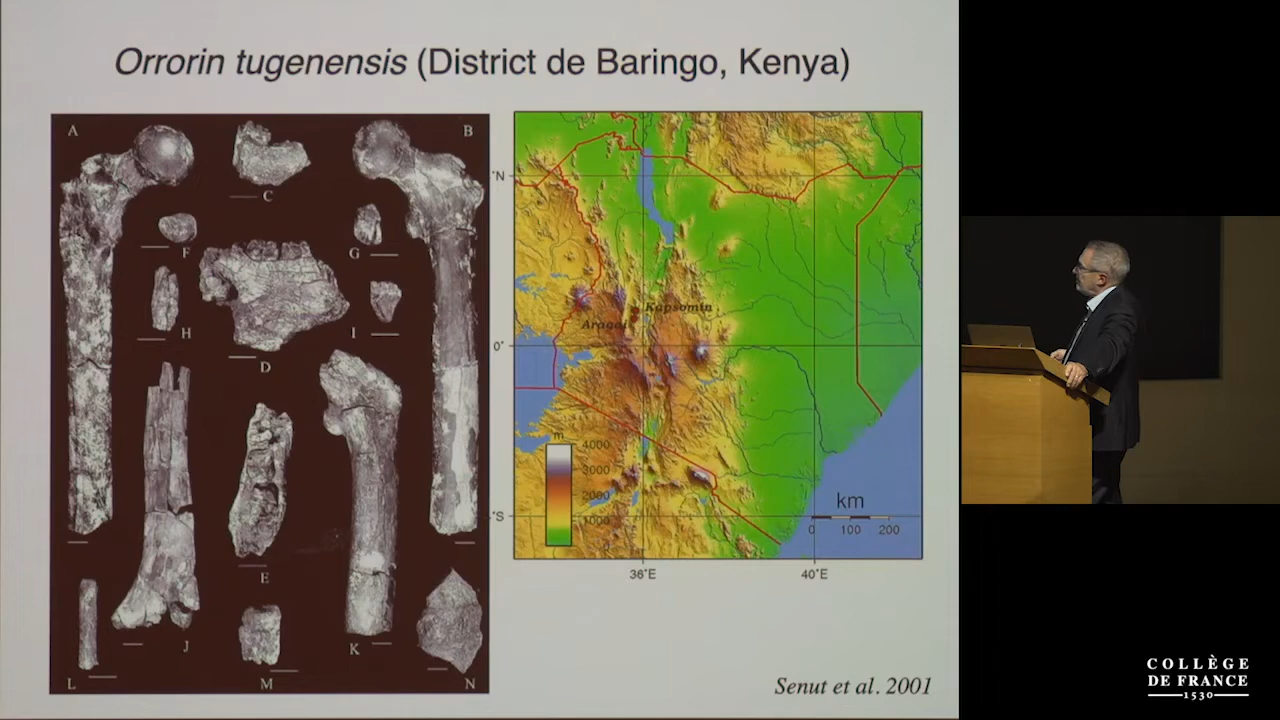 Orrorin tugenensis (District de Baringo, Kenya)
A
B
C
F
G
H
D
I
E
J
K
L
M
N
°N
0°
°S
Kapsomin
Aragai
m
4000
3000
2000
1000
0
km
0 100 200
36°E
40°E
Senut et al. 2001
COLLÈGE
DE FRANCE
1530